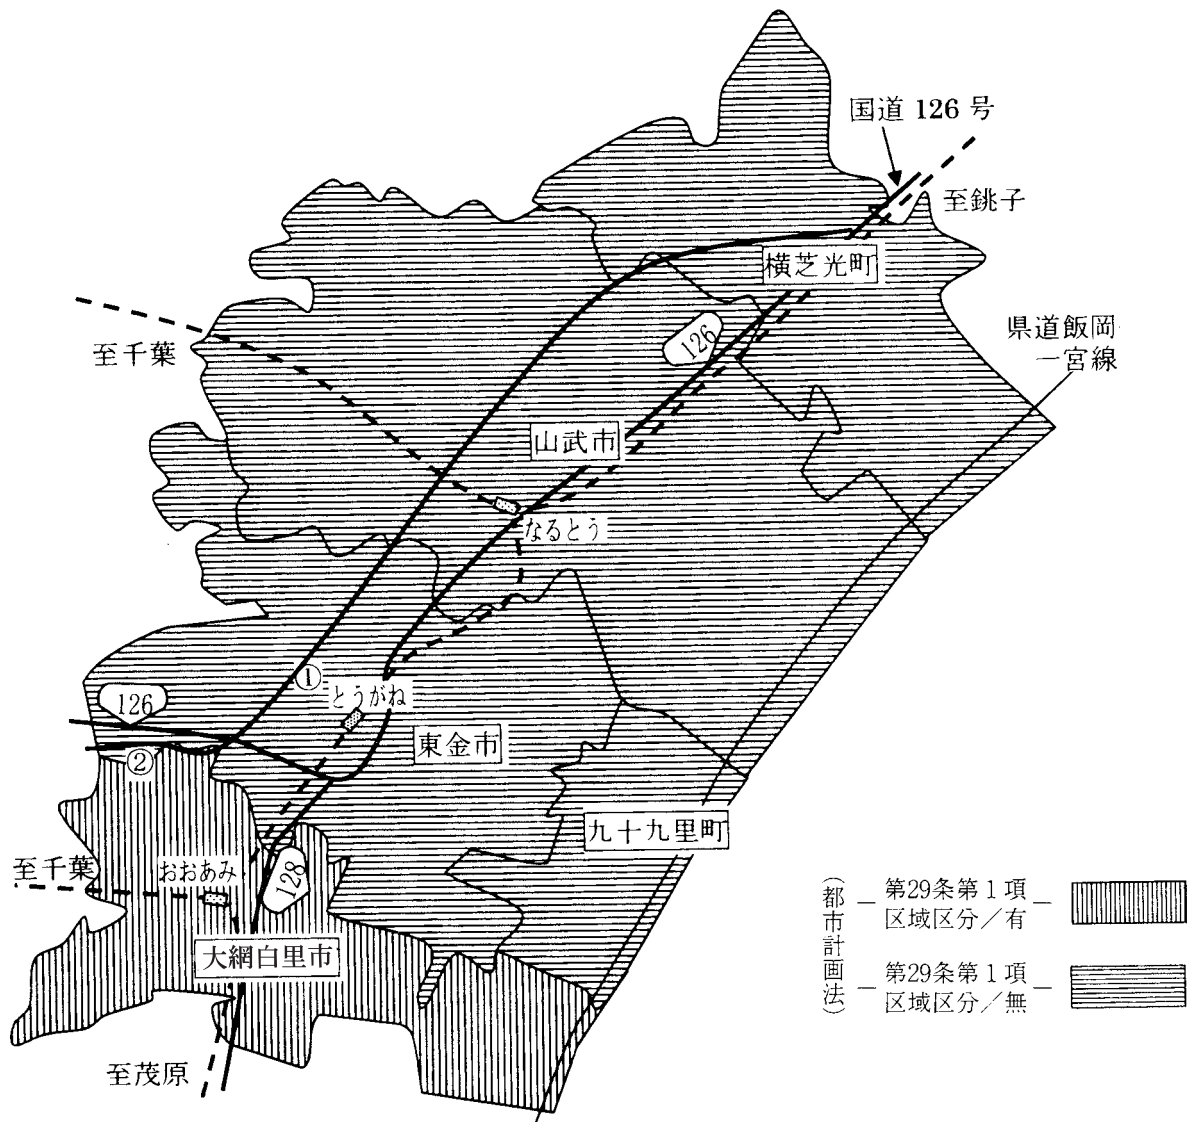 国道 126 号
至銚子
横芝光町
県道飯岡
一宮線
126
至千葉
山武市
なるとう
①
とうがね
126
東金市
②
九十九里町
至千葉
おおあみ
128
大網白里市
至茂原
(都市計画法)
第29条第1項
区域区分／有
第29条第1項
区域区分／無